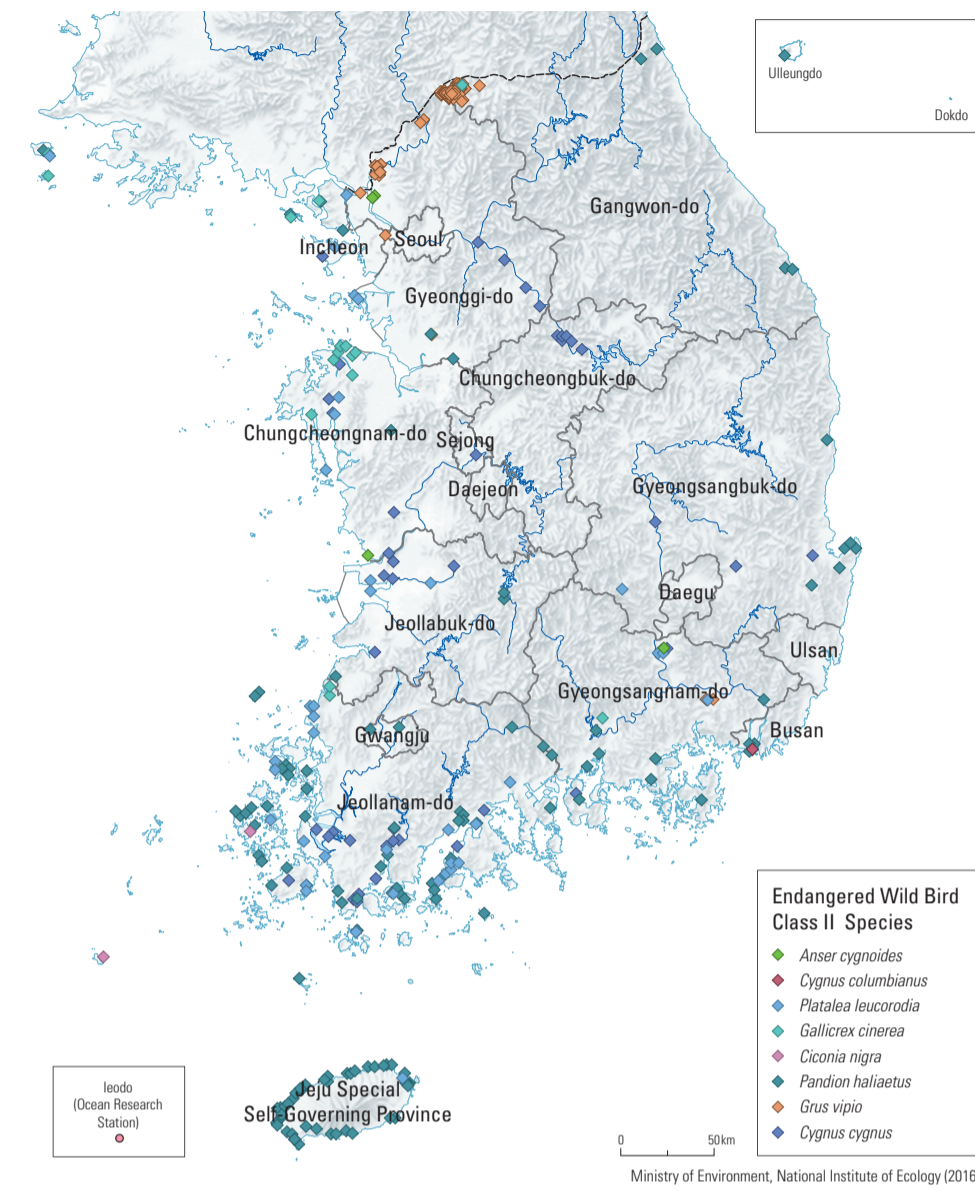 Ulleungdo
Dokdo
Gangwon-do
Incheon
Seoul
Gyeonggi-do
Chungcheongbuk-do
Chungcheongnam-do
Sejong
Daejeon
Gyeongsangbuk-do
Daegu
Jeollabuk-do
Ulsan
Gyeongsangnam-do
Busan
Gwangju
Jeollanam-do
Endangered Wild Bird
Class II Species
Anser cygnoides
Cygnus columbianus
Platalea leucorodia
Gallicrex cinerea
Ciconia nigra
Pandion haliaetus
Grus vipio
Cygnus cygnus
Ieodo
(Ocean Research
Station)
Jeju Special
Self-Governing Province
0 50km
Ministry of Environment, National Institute of Ecology (2016